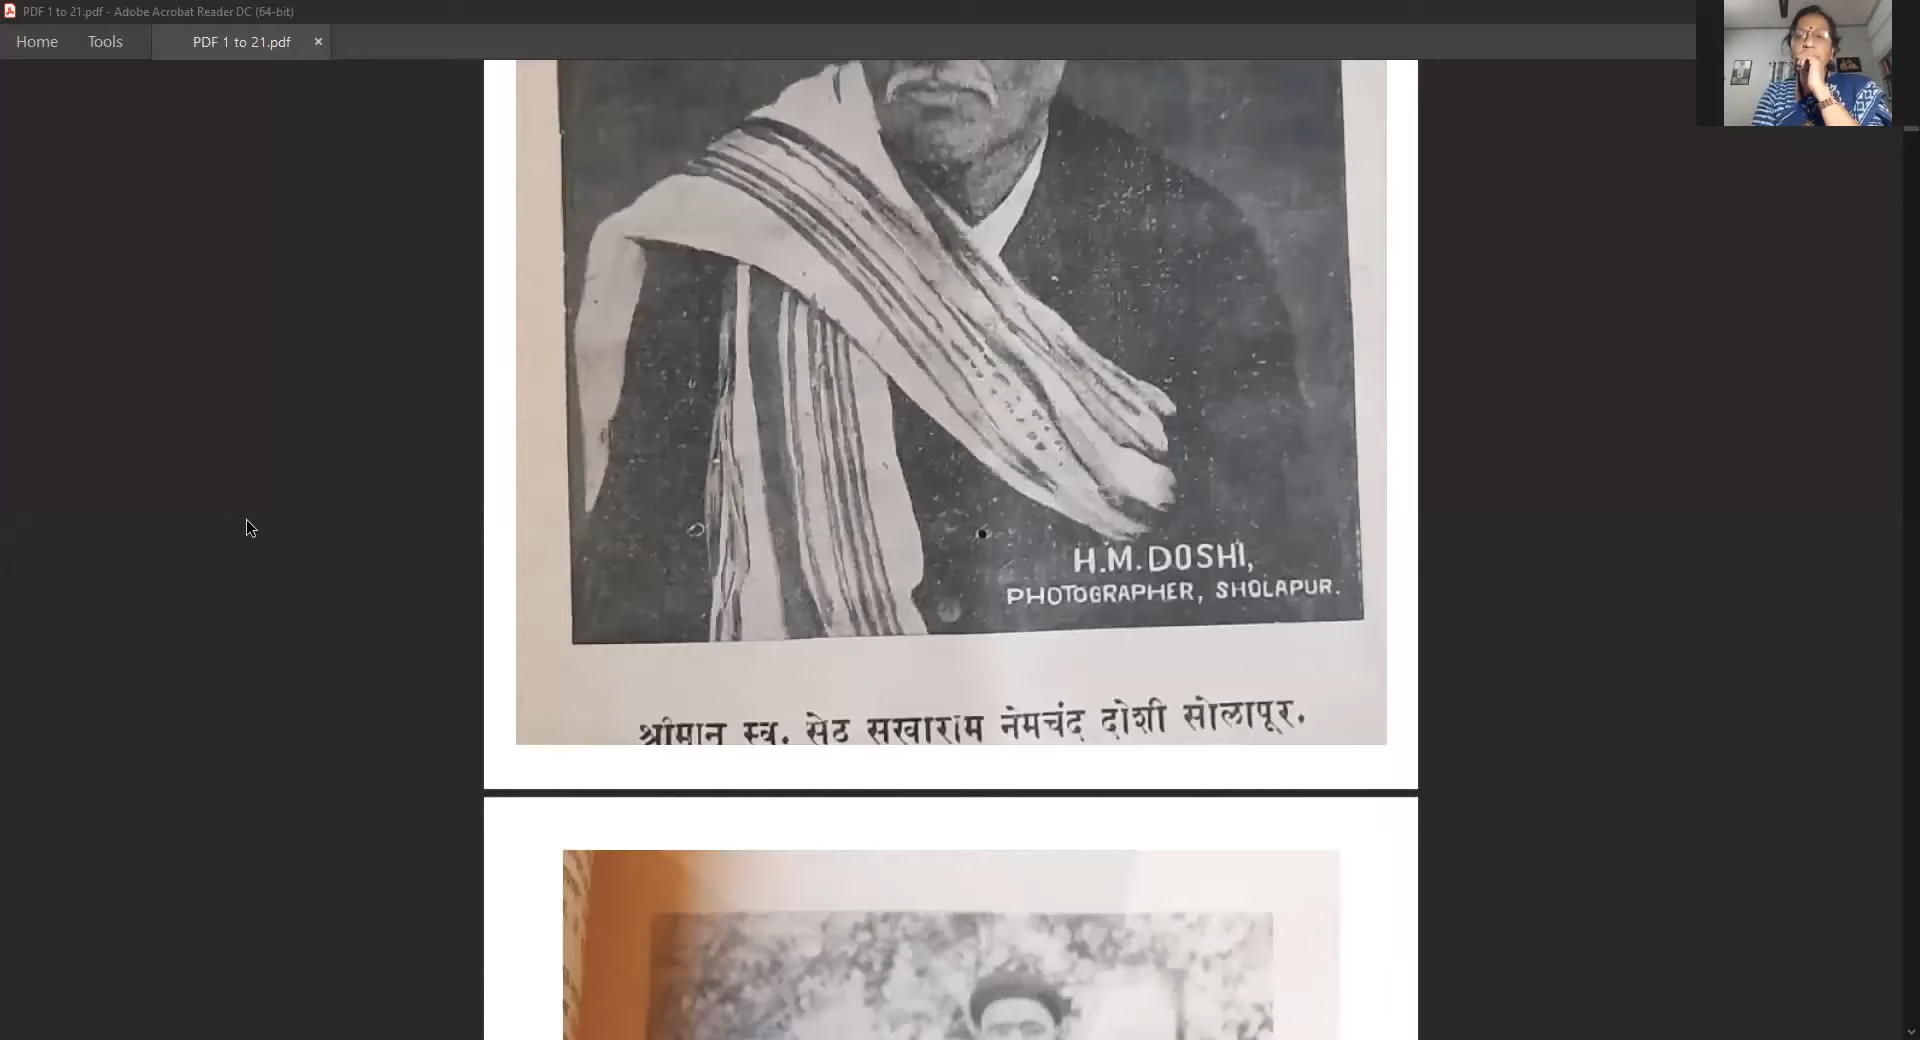 PDF 1 to 21.pdf - Adobe Acrobat Reader DC (64-bit)
Home Tools PDF 1 to 21.pdf ×
H.M.DOSHI,
PHOTOGRAPHER, SHOLAPUR.
श्रीमान स्व. सेठ सखाराम नेमचंद दोशी सोलापूर.